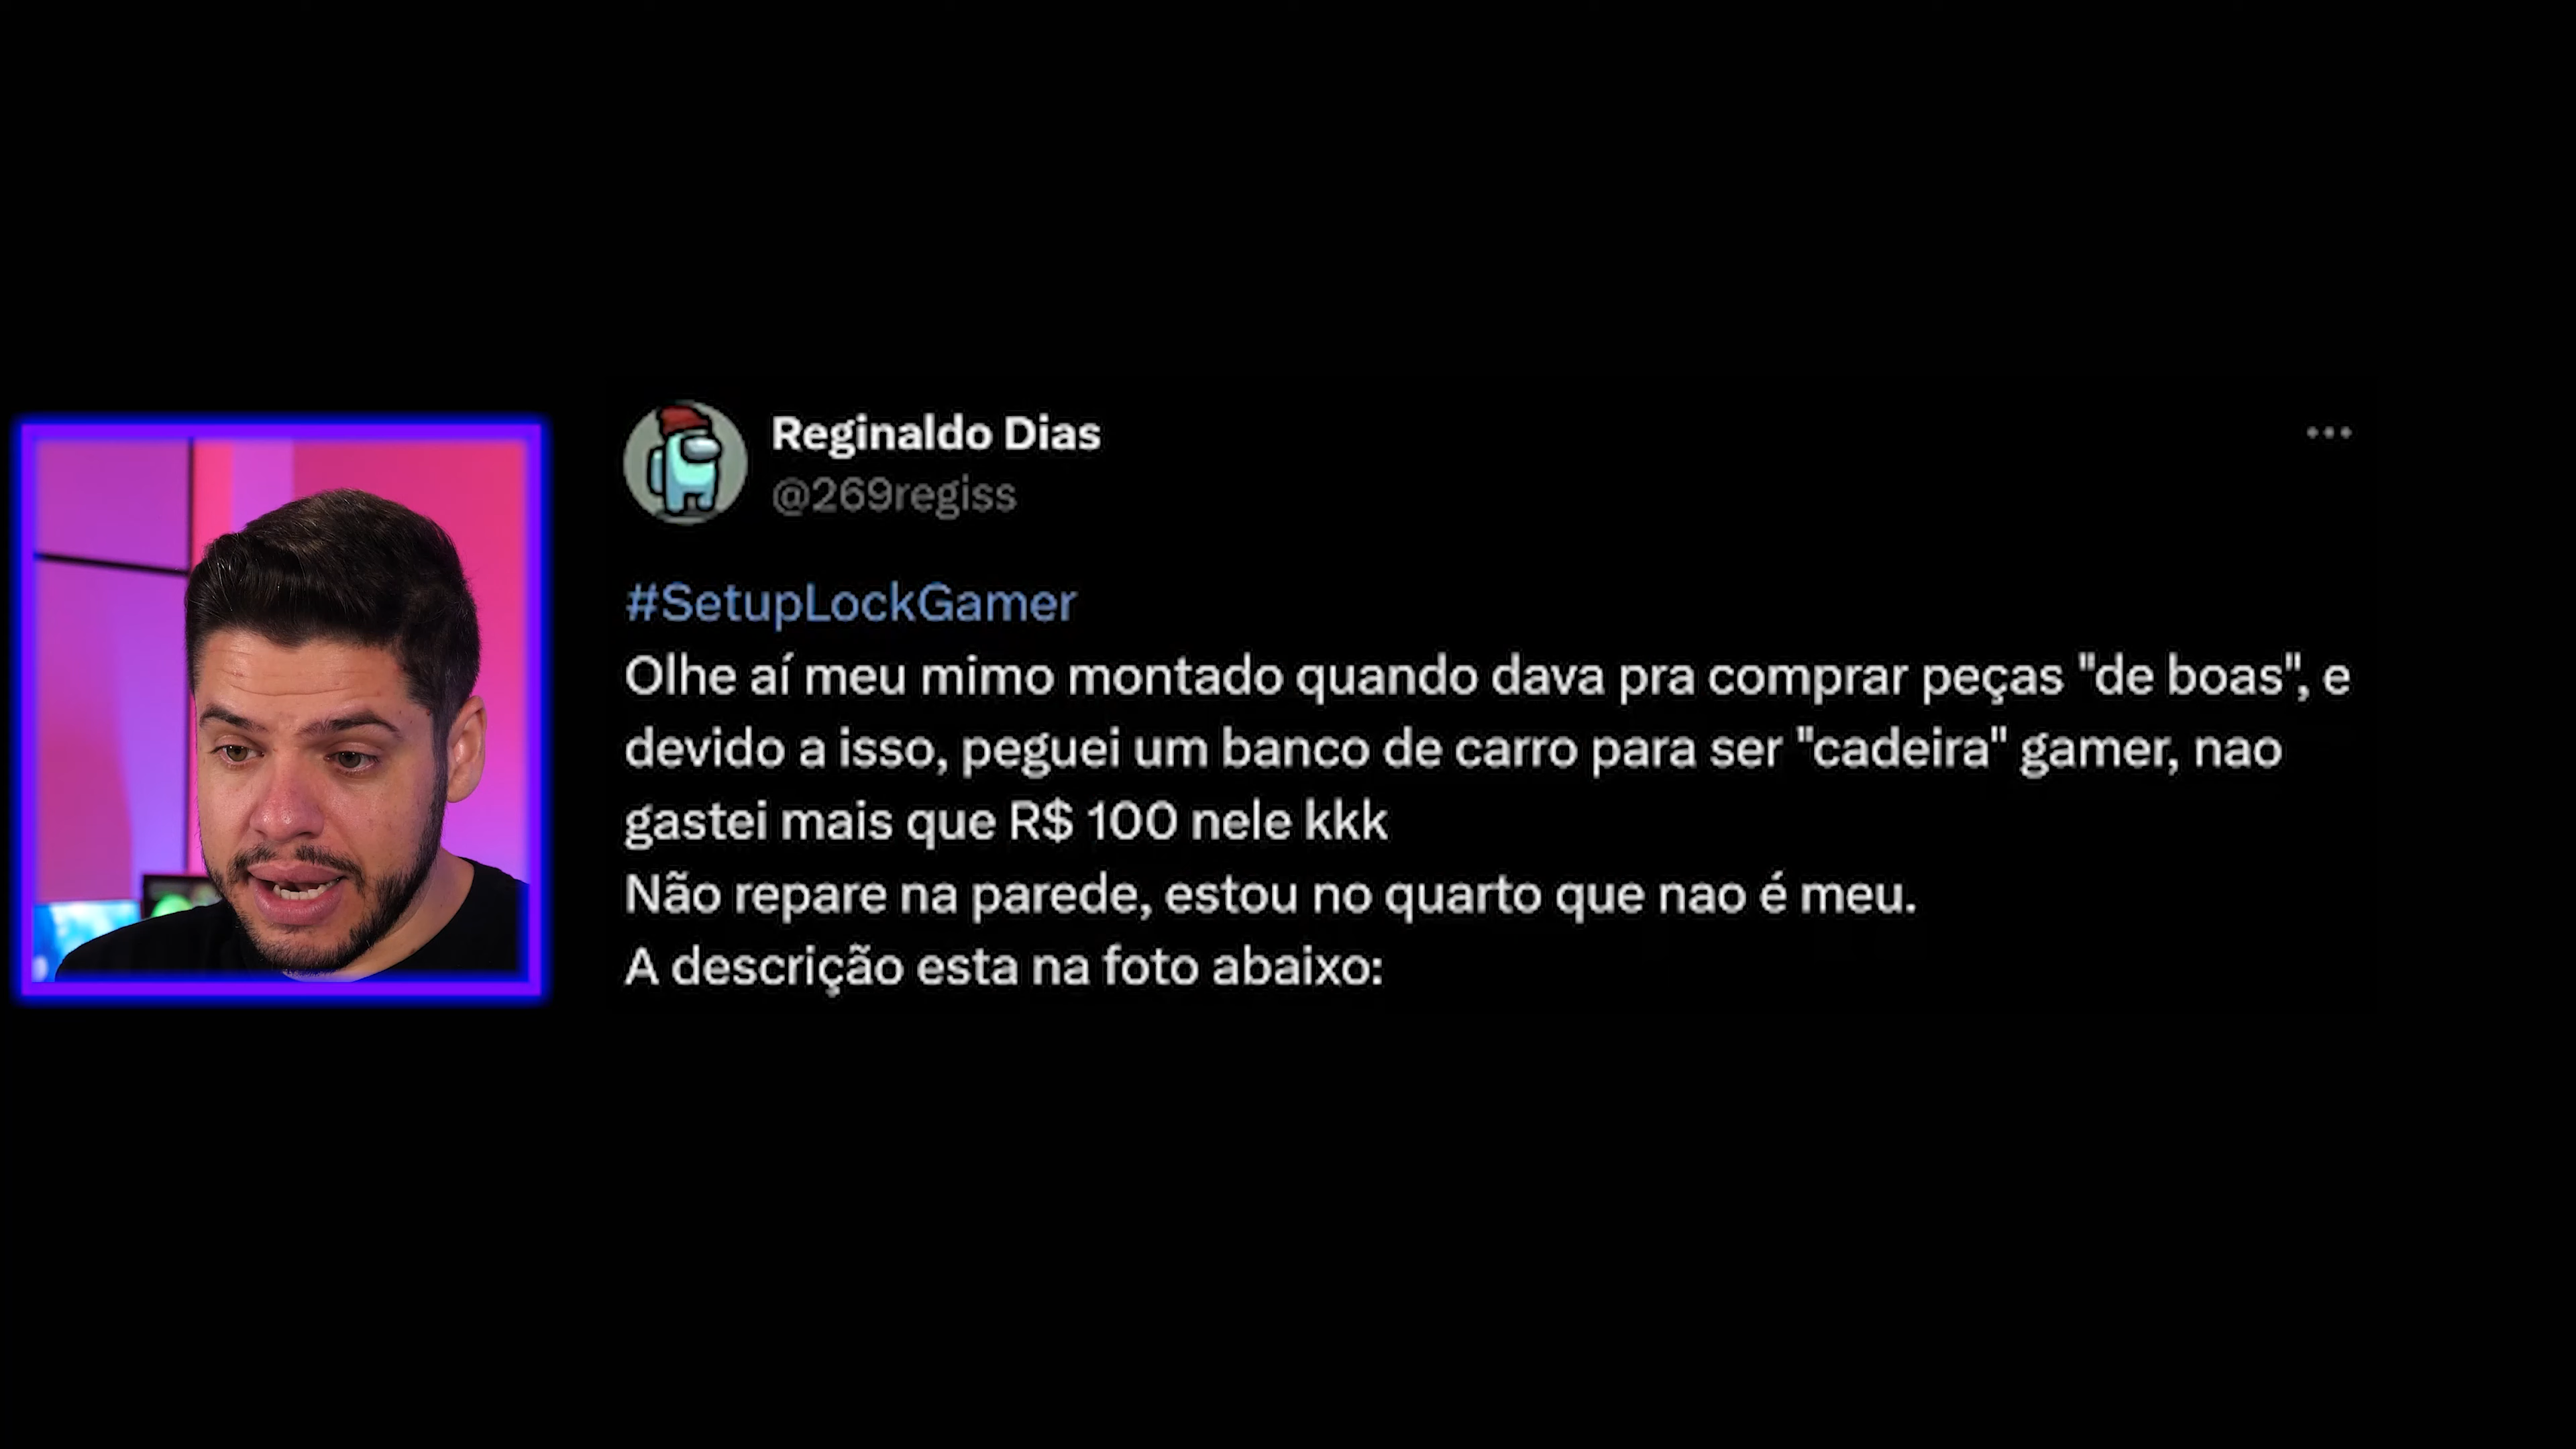 Reginaldo Dias
@269regiss
#SetupLockGamer
Olhe aí meu mimo montado quando dava pra comprar peças "de boas", e
devido a isso, peguei um banco de carro para ser "cadeira" gamer, nao
gastei mais que R$ 100 nele kkk
Não repare na parede, estou no quarto que nao é meu.
A descrição esta na foto abaixo: